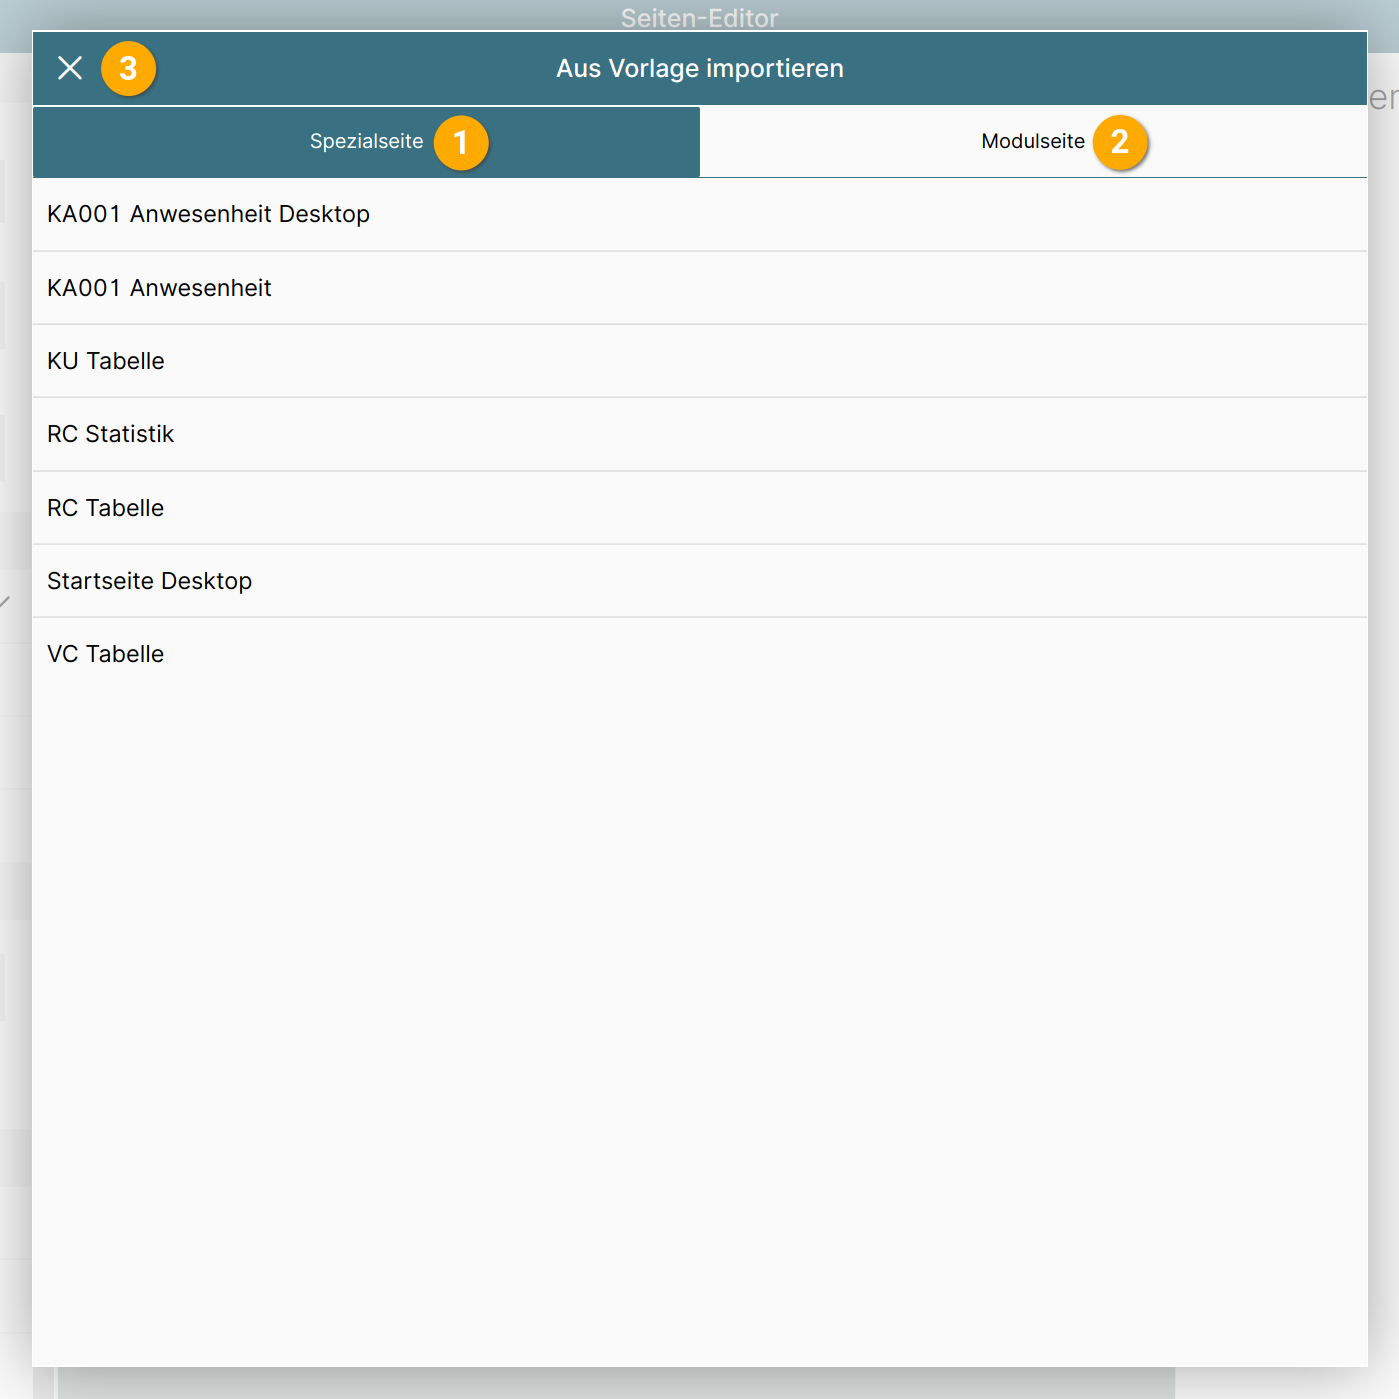 Seiten-Editor
3 Aus Vorlage importieren
Spezialseite 1 Modulseite 2
KA001 Anwesenheit Desktop
KA001 Anwesenheit
KU Tabelle
RC Statistik
RC Tabelle
Startseite Desktop
VC Tabelle